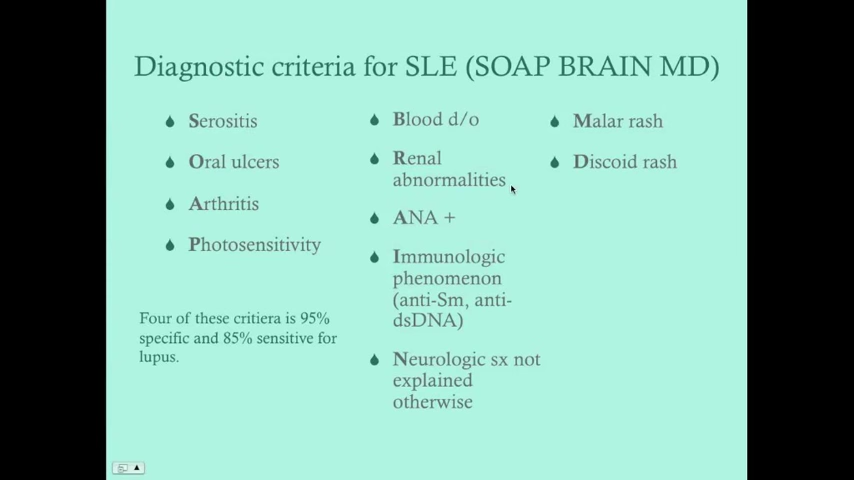 Diagnostic criteria for SLE (SOAP BRAIN MD)
Serositis
Oral ulcers
Arthritis
Photosensitivity
Four of these critiera is 95%
specific and 85% sensitive for
lupus.
Blood d/o
Renal
abnormalities
ANA +
Immunologic
phenomenon
(anti-Sm, anti-
dsDNA)
Neurologic sx not
explained
otherwise
Malar rash
Discoid rash